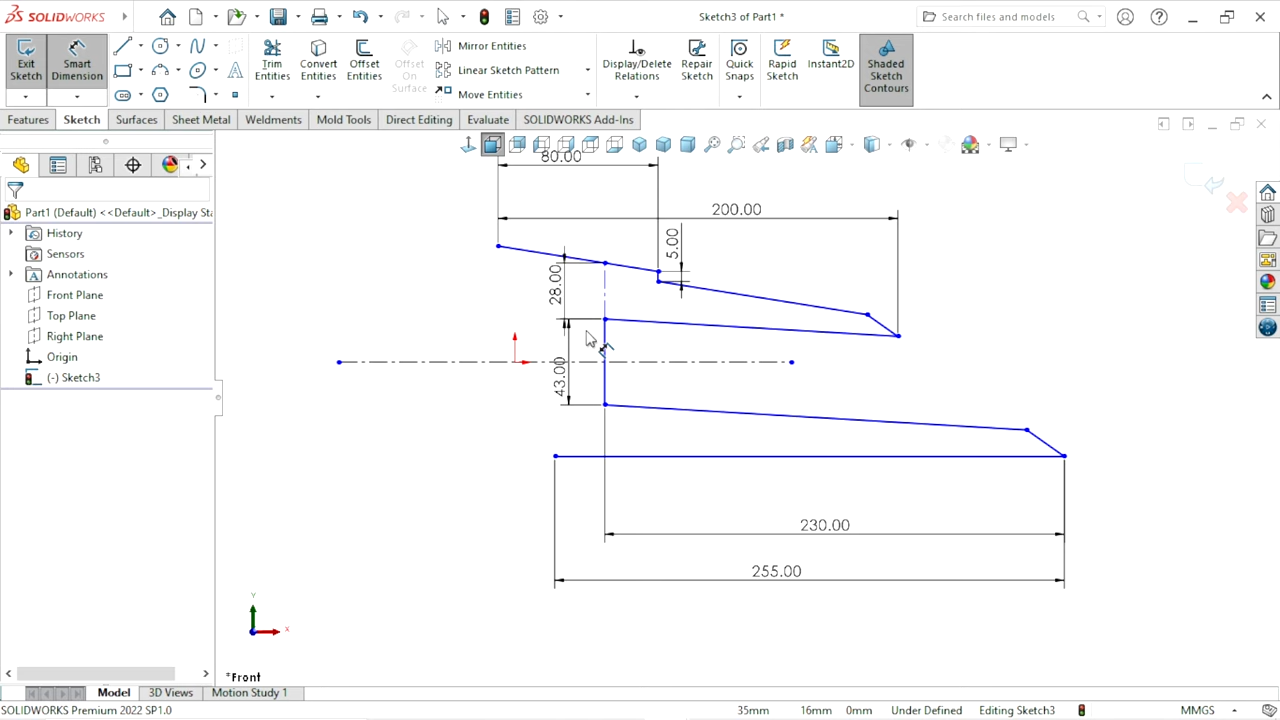 SOLIDWORKS
Sketch3 of Part1 *
Search files and models
Exit Sketch
Smart Dimension
Trim Entities
Convert Entities
Offset Entities
Offset On Surface
Mirror Entities
Linear Sketch Pattern
Move Entities
Display/Delete Relations
Repair Sketch
Quick Snaps
Rapid Sketch
Instant2D
Shaded Sketch Contours
Features Sketch Surfaces Sheet Metal Weldments Mold Tools Direct Editing Evaluate SOLIDWORKS Add-Ins
Part1 (Default) <<Default>_Display Sta
History
Sensors
Annotations
Front Plane
Top Plane
Right Plane
Origin
(-) Sketch3
80.00
200.00
5.00
28.00
43.00
230.00
255.00
Y
X
*Front
Model 3D Views Motion Study 1
SOLIDWORKS Premium 2022 SP1.0 35mm 16mm 0mm Under Defined Editing Sketch3 MMGS